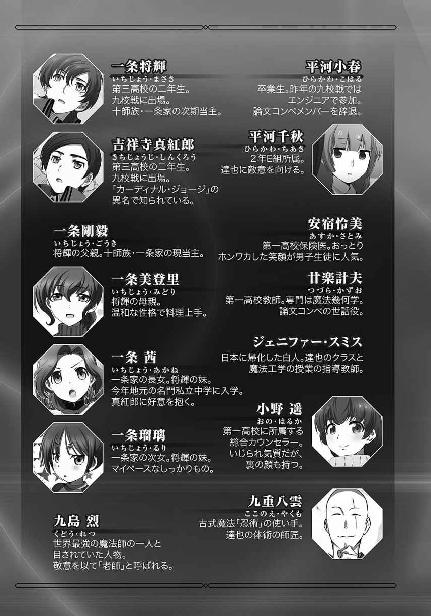 一条将輝
いちじょう・まさき
第三高校の二年生。
九校戦に出場。
十師族・一条家の次期当主。
吉祥寺真紅郎
きちじょうじ・しんくろう
第三高校の二年生。
九校戦に出場。
「カーディナル・ジョージ」の
異名で知られている。
一条剛毅
いちじょう・ごうき
将輝の父親。十師族・一条家の現当主。
一条美登里
いちじょう・みどり
将輝の母親。
温和な性格で料理上手。
一条 茜
いちじょう・あかね
一条家の長女。将輝の妹。
今年地元の名門私立中学に入学。
真紅郎に好意を抱く。
一条瑠璃
いちじょう・るり
一条家の次女。将輝の妹。
マイペースなしっかりもの。
九島 烈
くどう・れつ
世界最強の魔法師の一人と
目されていた人物。
敬意を以て「老師」と呼ばれる。
平河小春
ひらかわ・こはる
卒業生。昨年の九校戦では
エンジニアで参加。
論文コンペメンバーを辞退。
平河千秋
ひらかわ・ちあき
2年E組所属。
達也に敵意を向ける。
安宿怜美
あすか・さとみ
第一高校保険医。おっとり
ホンワカした笑顔が男子生徒に人気。
廿楽計夫
つづら・かずお
第一高校教師。専門は魔法幾何学。
論文コンペの世話役。
ジェニファー・スミス
日本に帰化した白人。達也のクラスと
魔法工学の授業の指導教師。
小野 遥
おの・はるか
第一高校に所属する
総合カウンセラー。
いじられ気質だが、
裏の顔も持つ。
九重八雲
ここのえ・やくも
古式魔法「忍術」の使い手。
達也の体術の師匠。